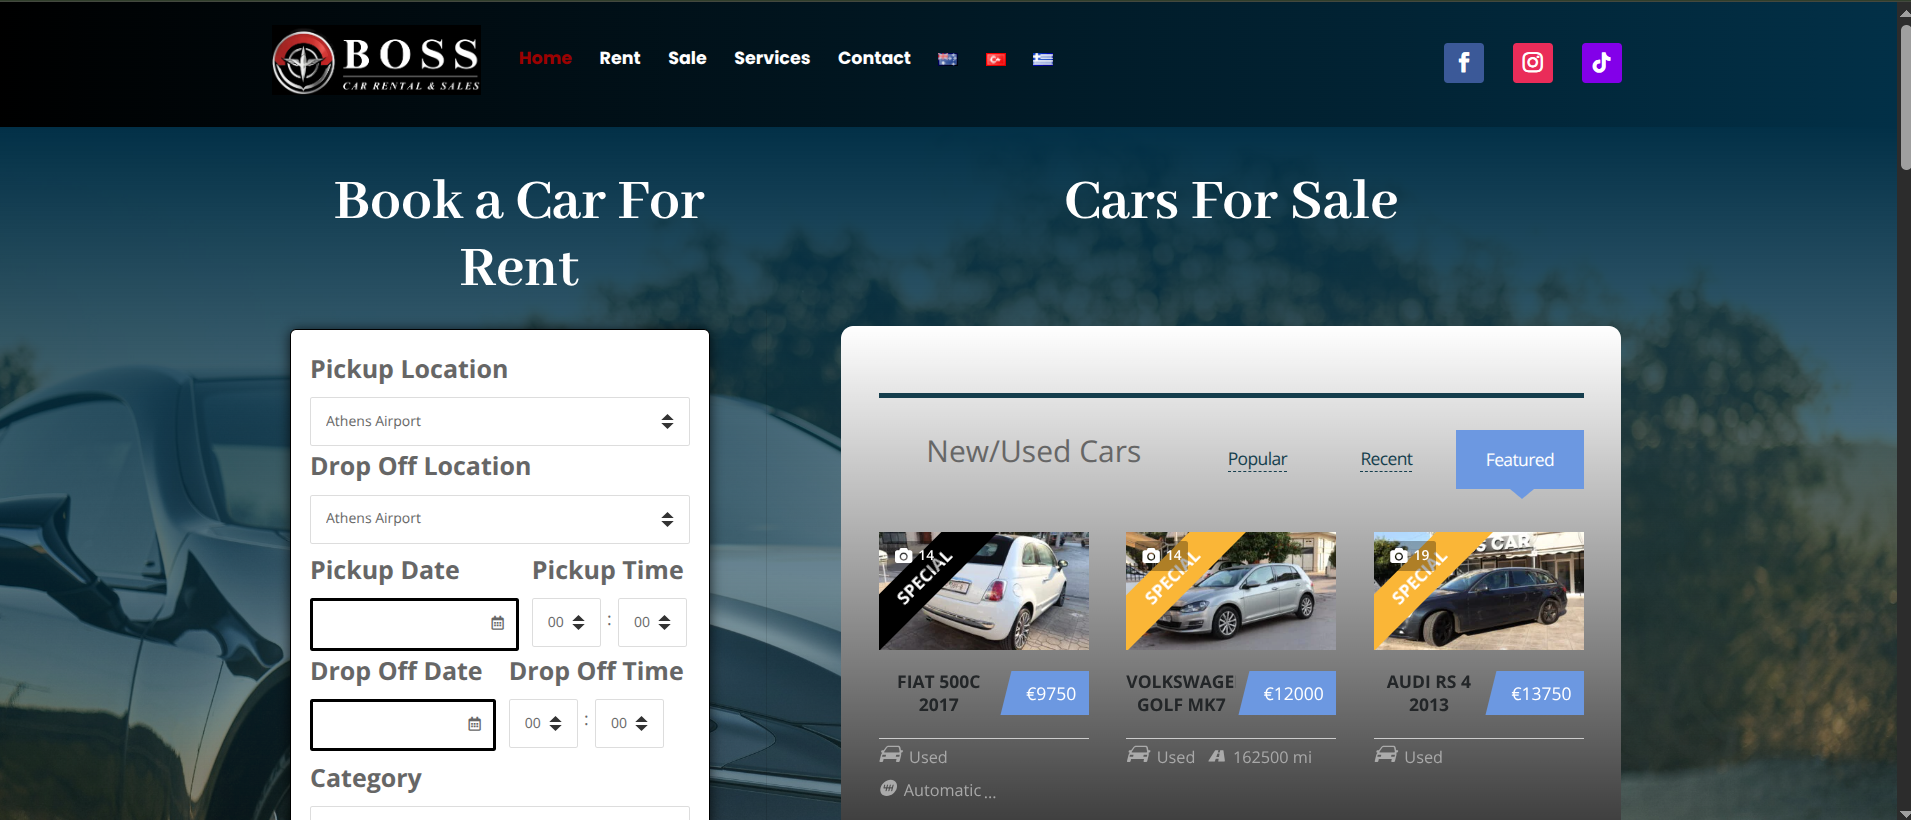 BOSS
CAR RENTAL & SALES
Home
Rent
Sale
Services
Contact
Book a Car For
Rent
Pickup Location
Athens Airport
Drop Off Location
Athens Airport
Pickup Date
Pickup Time
00 : 00
Drop Off Date
Drop Off Time
00 : 00
Category
Cars For Sale
New/Used Cars
Popular
Recent
Featured
14
SPECIAL
FIAT 500C
2017
€9750
Used
Automatic ...
14
SPECIAL
VOLKSWAGE
GOLF MK7
€12000
Used
162500 mi
19
SPECIAL
S CAR
AUDI RS 4
2013
€13750
Used